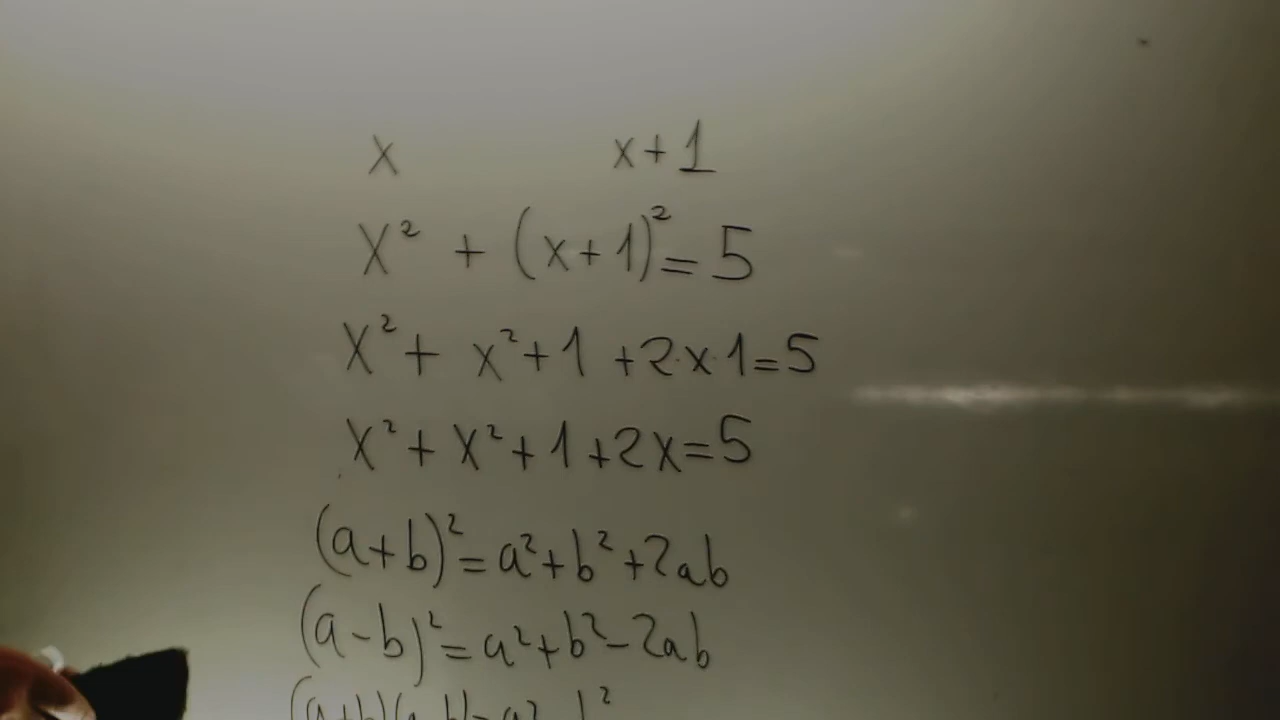 x x+1
x² + (x+1)² = 5
x² + x² + 1 + 2·x·1 = 5
x² + x² + 1 + 2x = 5
(a+b)² = a² + b² + 2ab
(a-b)² = a² + b² - 2ab